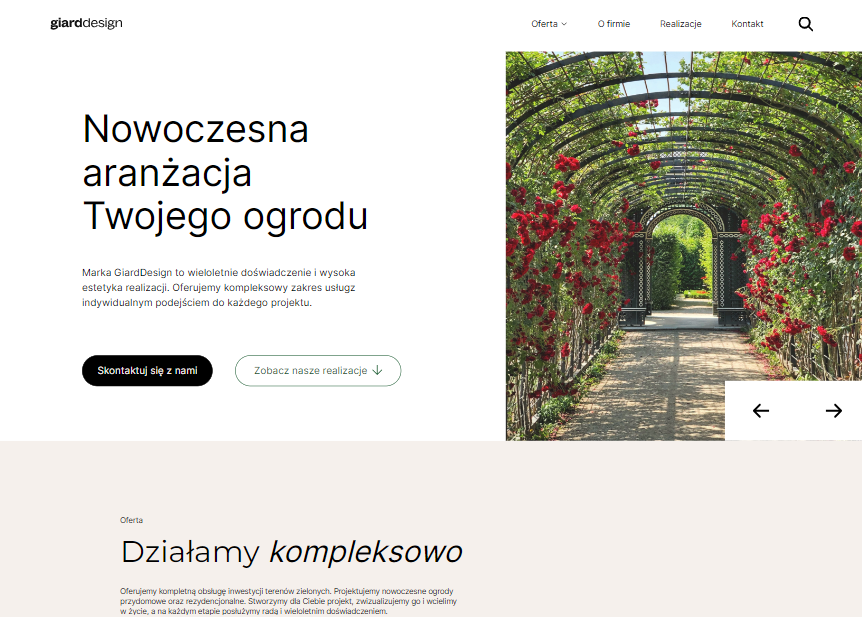 giarddesign
Oferta
O firmie
Realizacje
Kontakt
Nowoczesna
aranżacja
Twojego ogrodu
Marka GiardDesign to wieloletnie doświadczenie i wysoka
estetyka realizacji. Oferujemy kompleksowy zakres usługz
indywidualnym podejściem do każdego projektu.
Skontaktuj się z nami
Zobacz nasze realizacje
Oferta
Działamy kompleksowo
Oferujemy kompletną obsługę inwestycji terenów zielonych. Projektujemy nowoczesne ogrody
przydomowe oraz rezydencjonalne. Stworzymy dla Ciebie projekt, zwizualizujemy go i wcielimy
w życie, a na każdym etapie posłużymy radą i wieloletnim doświadczeniem.